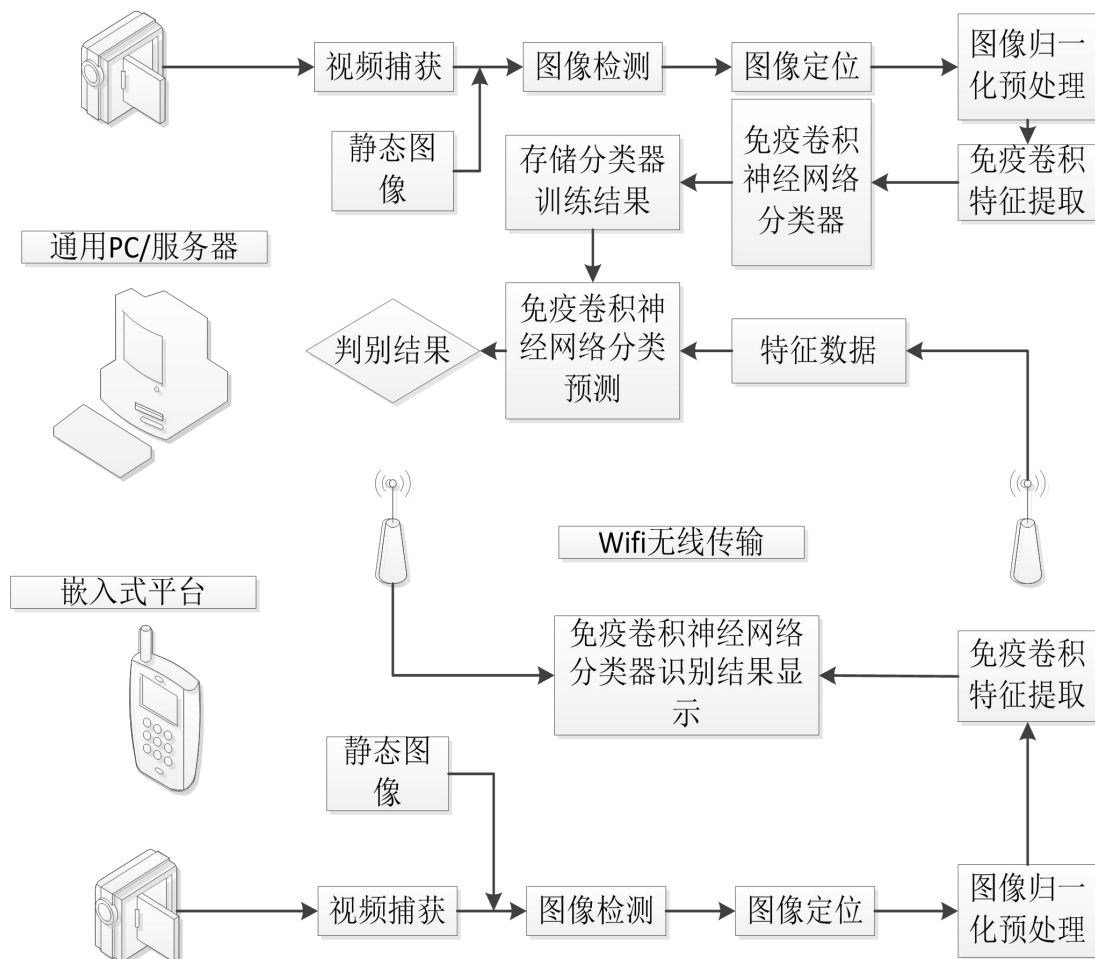 视频捕获
图像检测
图像定位
图像归一
化预处理
静态图
像
存储分类器
训练结果
免疫卷积
神经网络
分类器
免疫卷积
特征提取
通用PC/服务器
判别结果
免疫卷积神
经网络分类
预测
特征数据
Wifi无线传输
嵌入式平台
免疫卷积神经网络
分类器识别结果显
示
免疫卷积
特征提取
静态图
像
视频捕获
图像检测
图像定位
图像归一
化预处理